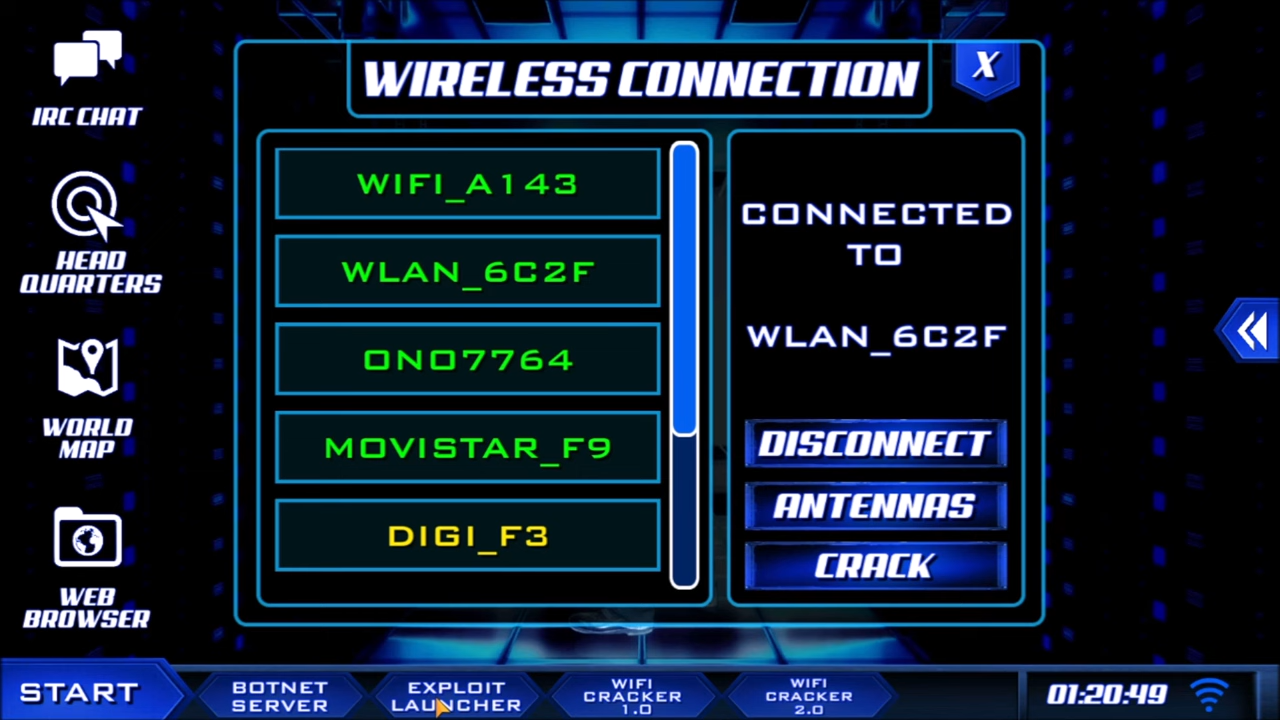 IRC CHAT
HEAD
QUARTERS
WORLD
MAP
WEB
BROWSER
WIRELESS CONNECTION
X
WIFI_A143
WLAN_6C2F
ONO7764
MOVISTAR_F9
DIGI_F3
CONNECTED
TO
WLAN_6C2F
DISCONNECT
ANTENNAS
CRACK
START
BOTNET
SERVER
EXPLOIT
LAUNCHER
WIFI
CRACKER
1.0
WIFI
CRACKER
2.0
01:20:49